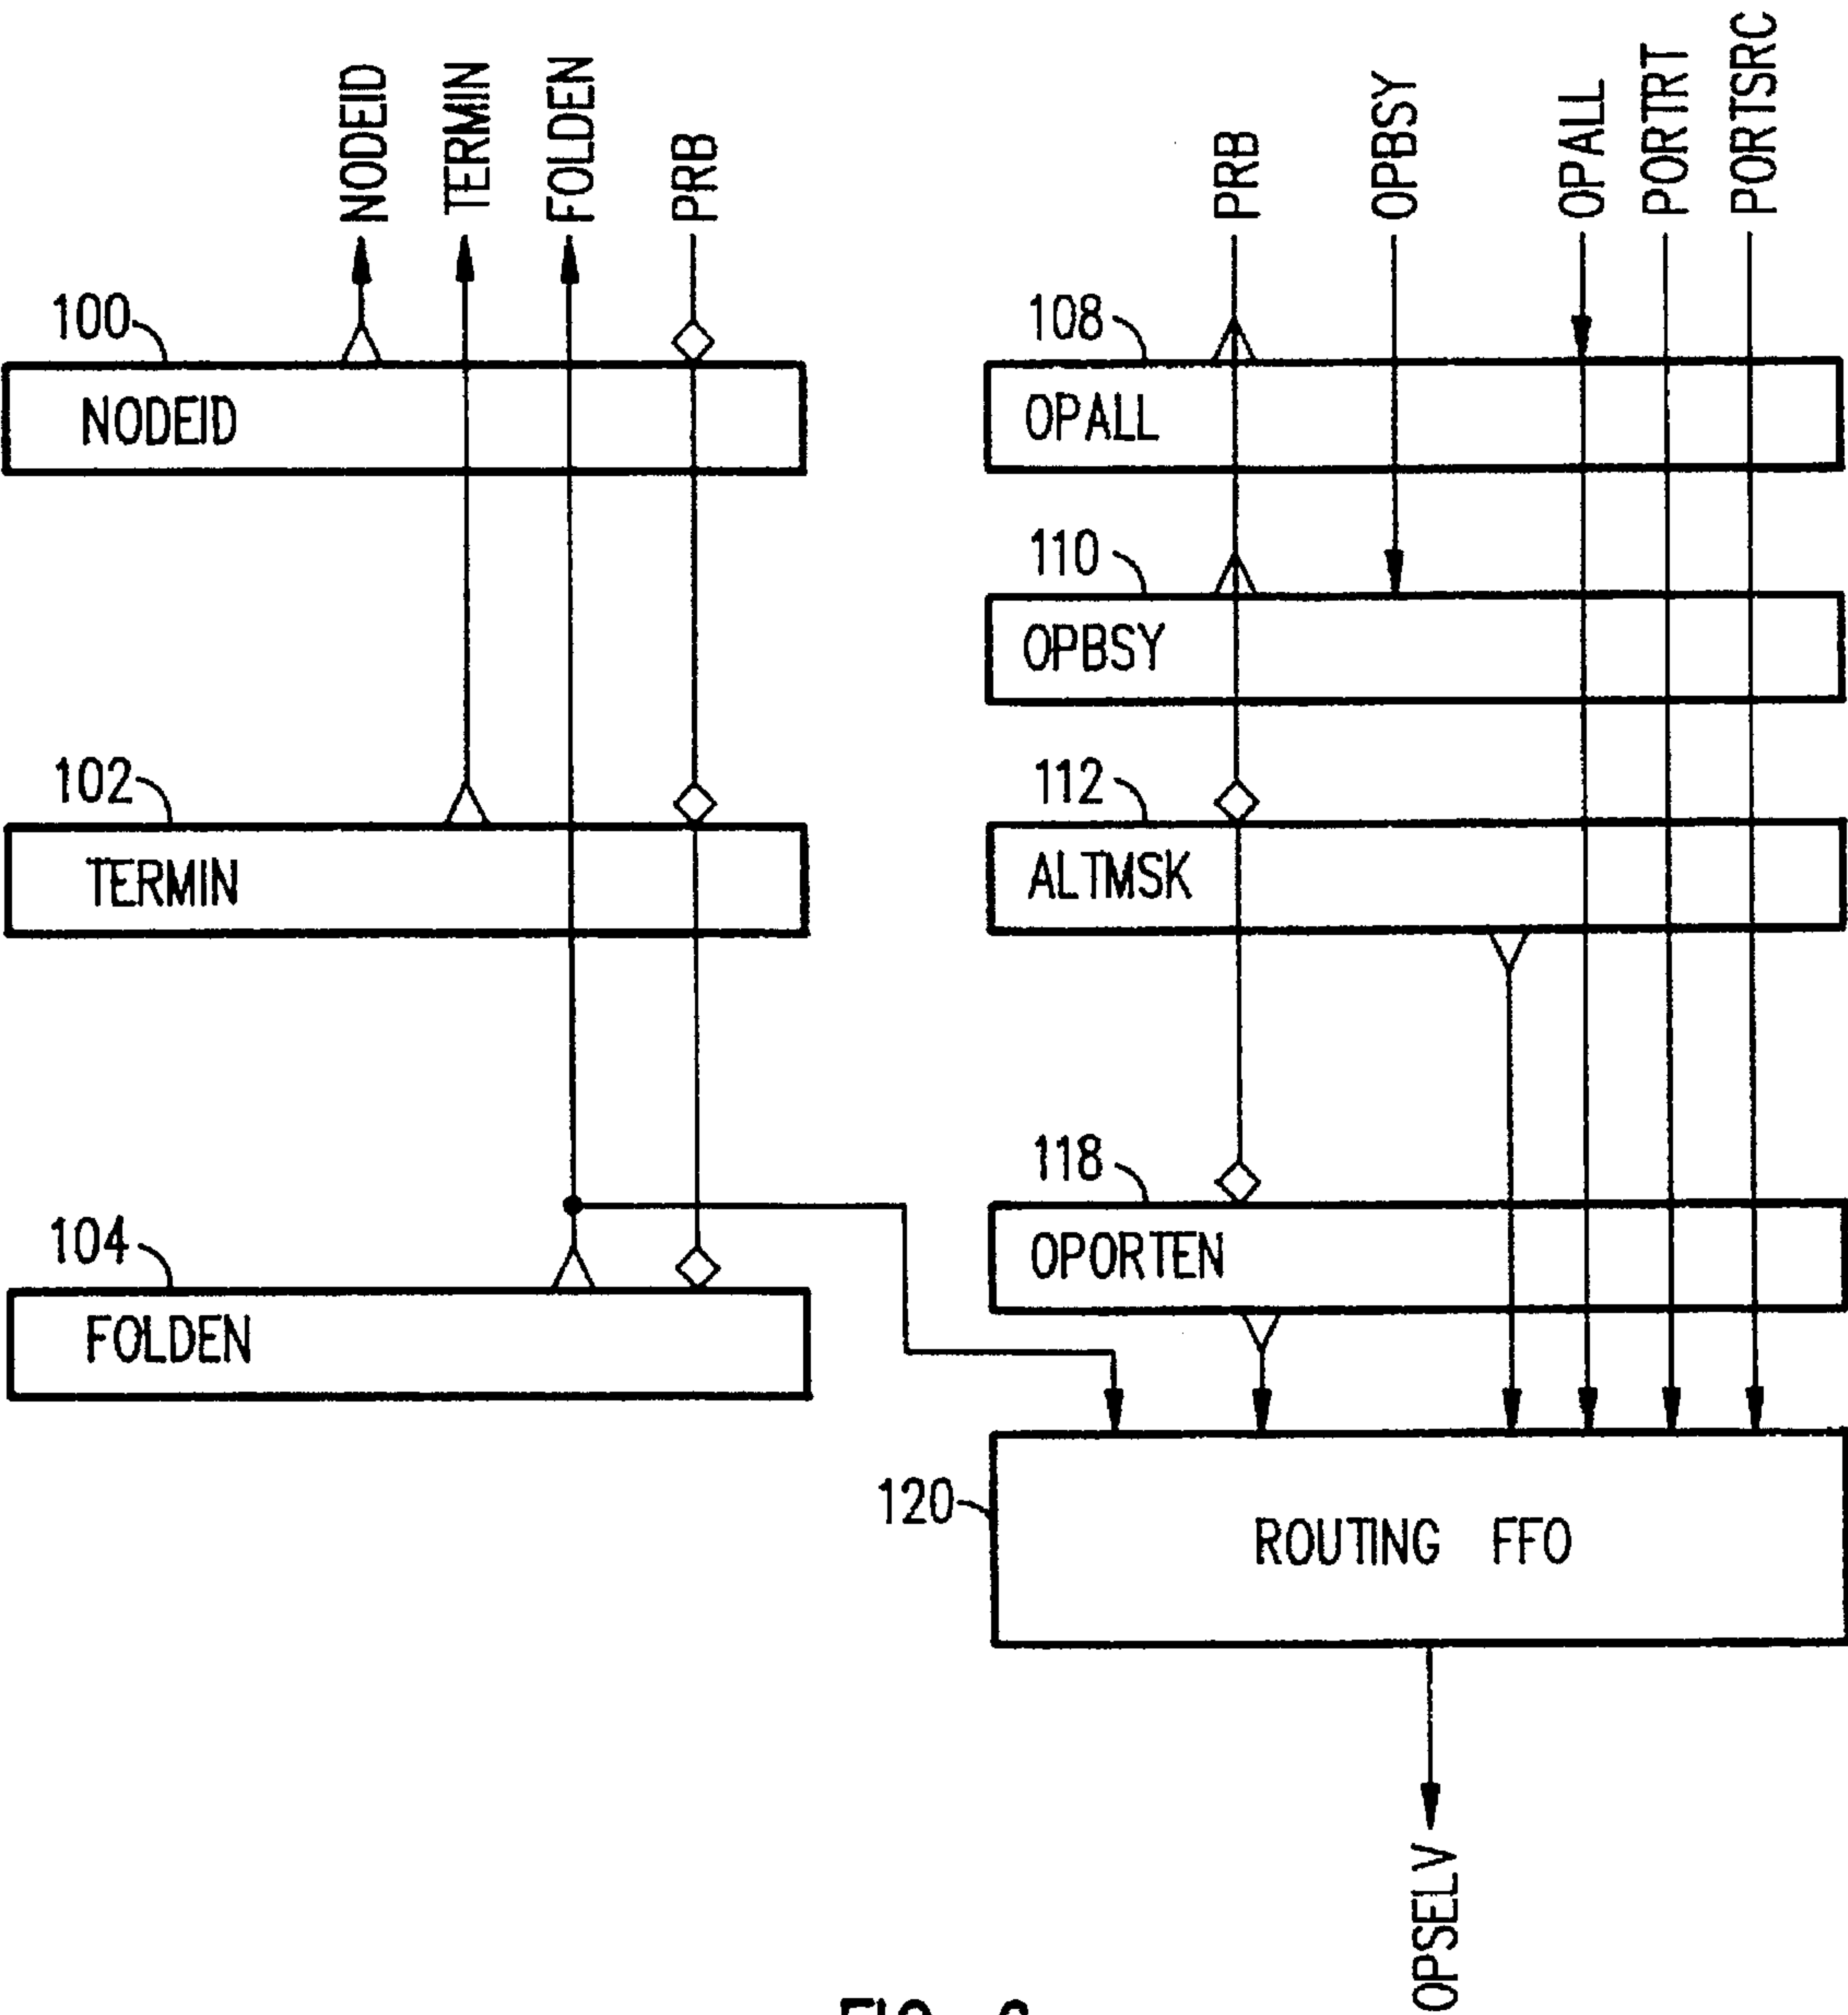 NODEID
TERMIN
FOLDEN
PRB
PRB
OPBSY
OPALL
PORTRT
PORTSRC
100
NODEID
108
OPALL
110
OPBSY
102
TERMIN
112
ALTMSK
104
FOLDEN
118
OPORTEN
120
ROUTING FFO
OPSELV